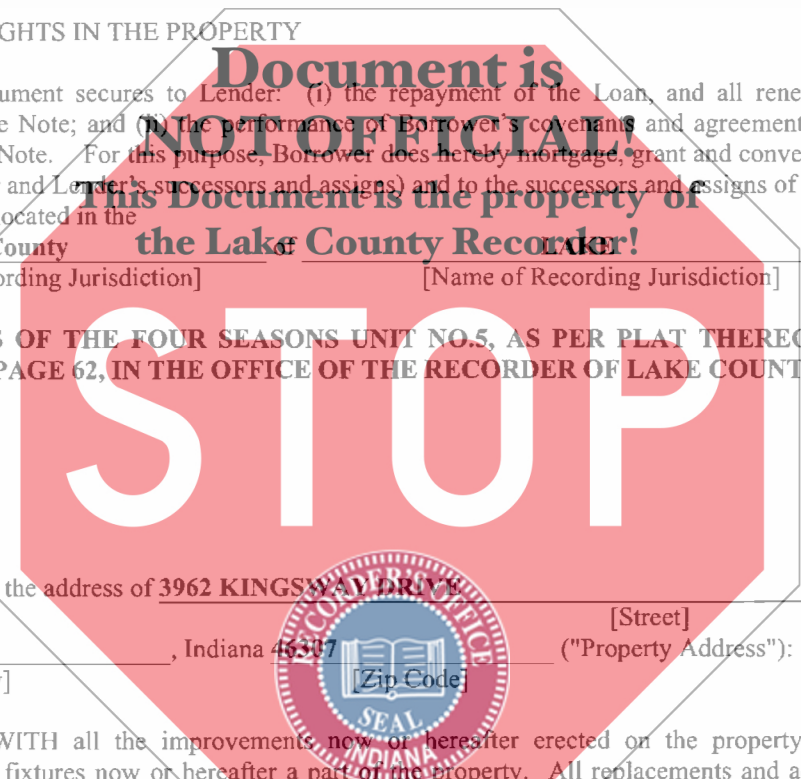 GHTS IN THE PROPERTY
Document is
ument secures to Lender: (i) the repayment of the Loan, and all rene
e Note; and (ii) the performance of Borrower's covenants and agreement
NOT OFFICIAL!
Note. For this purpose, Borrower does hereby mortgage, grant and conve
and Lender's successors and assigns) and to the successors and assigns of
This Document is the property of
ocated in the
the Lake County Recorder!
County of LAKE
ording Jurisdiction] [Name of Recording Jurisdiction]
S OF THE FOUR SEASONS UNIT NO.5, AS PER PLAT THEREO
PAGE 62, IN THE OFFICE OF THE RECORDER OF LAKE COUNT
STOP
the address of 3962 KINGSWAY DRIVE
[Street]
, Indiana 46307 ("Property Address"):
[Zip Code]
RECORDER'S OFFICE
SEAL
INDIANA
WITH all the improvements now or hereafter erected on the property
fixtures now or hereafter a part of the property. All replacements and a